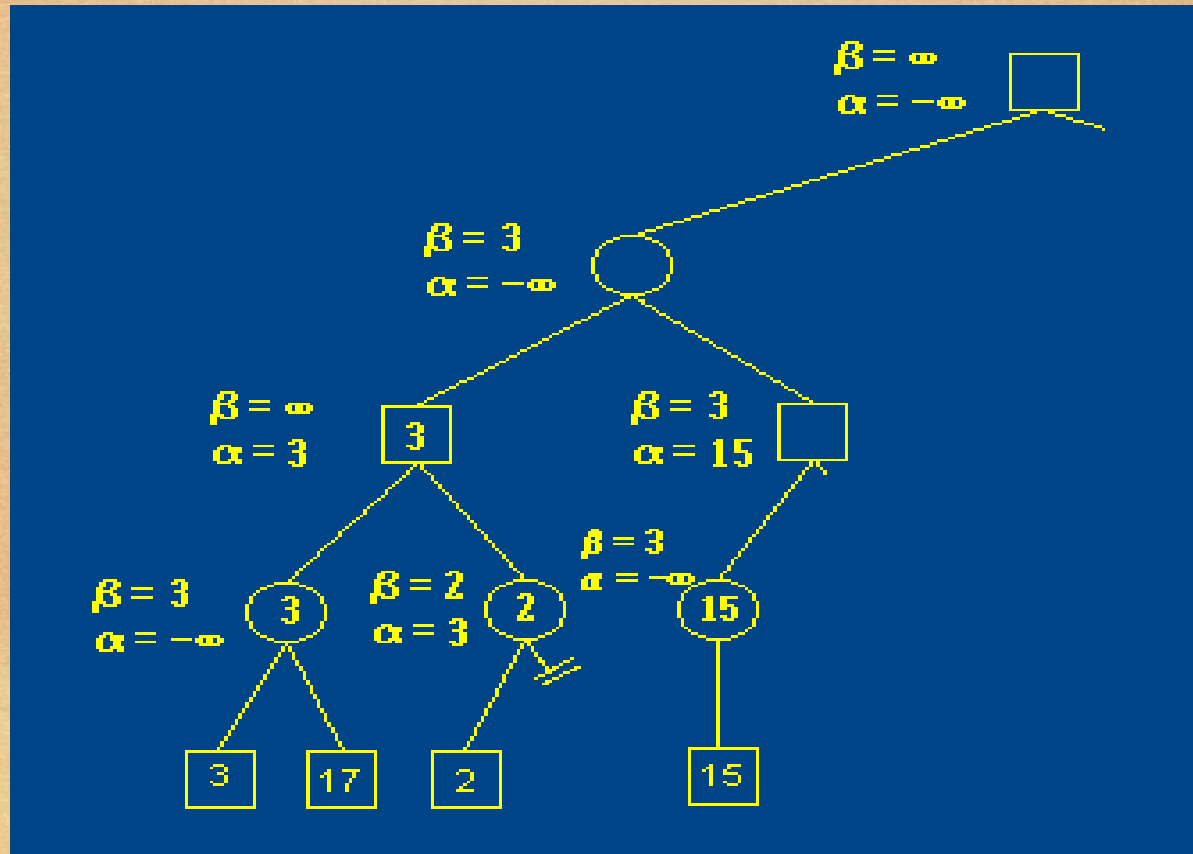 β = ∞
α = −∞
β = 3
α = −∞
β = ∞
α = 3
3
β = 3
α = 15
β = 3
α = −∞
3
β = 2
α = 3
2
β = 3
α = −∞
15
3
17
2
15